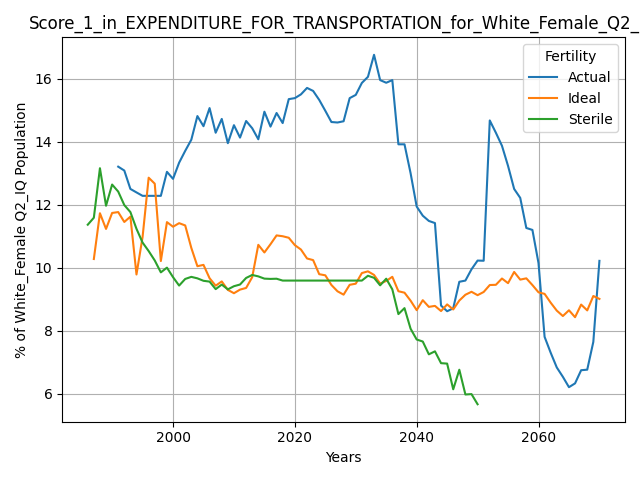 Score_1_in_EXPENDITURE_FOR_TRANSPORTATION_for_White_Female_Q2_
Fertility
Actual
Ideal
Sterile
% of White_Female Q2_IQ Population
16
14
12
10
8
6
2000 2020 2040 2060
Years